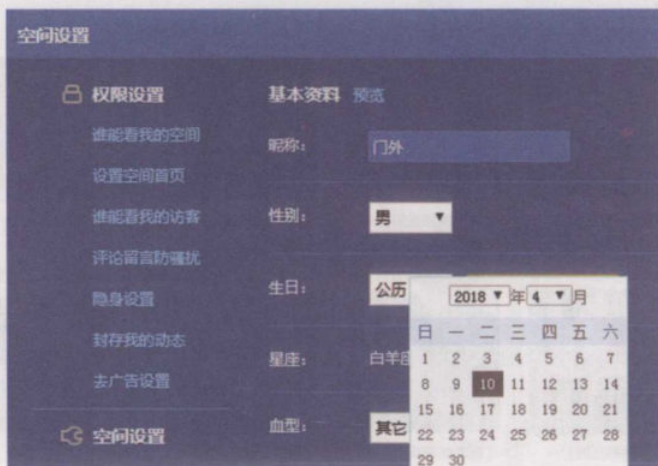 空间设置
权限设置
谁能看我的空间
设置空间首页
谁能看我的访客
评论留言防骚扰
隐身设置
封存我的动态
去广告设置
空间设置
基本资料 预览
昵称: 门外
性别: 男
生日: 公历
星座: 白羊座
血型: 其它
2018 年 4 月
日 一 二 三 四 五 六
1 2 3 4 5 6 7
8 9 10 11 12 13 14
15 16 17 18 19 20 21
22 23 24 25 26 27 28
29 30